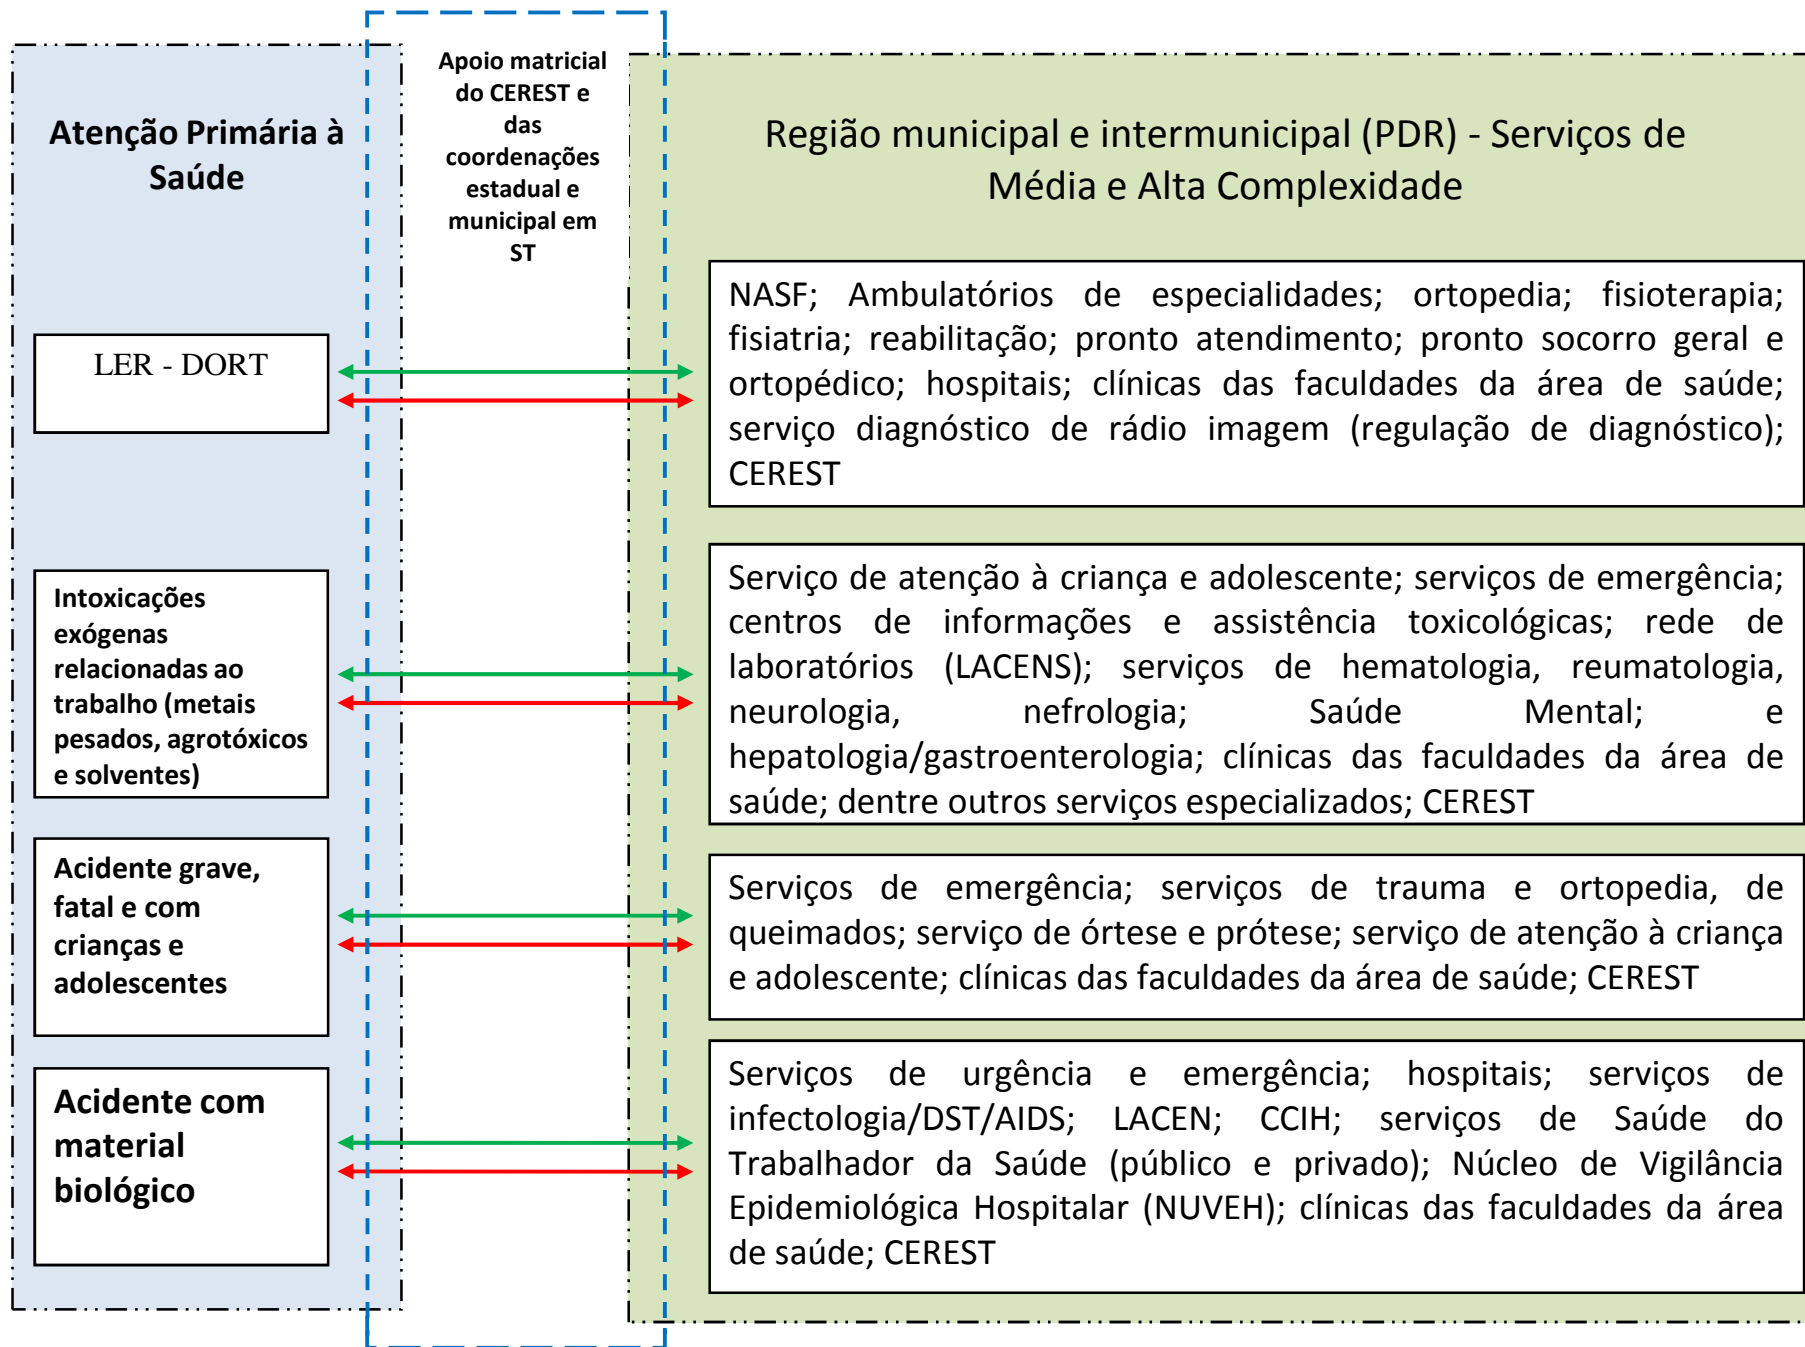 Atenção Primária à
Saúde
Apoio matricial
do CEREST e
das
coordenações
estadual e
municipal em
ST
Região municipal e intermunicipal (PDR) - Serviços de
Média e Alta Complexidade
LER - DORT
NASF; Ambulatórios de especialidades; ortopedia; fisioterapia;
fisiatria; reabilitação; pronto atendimento; pronto socorro geral e
ortopédico; hospitais; clínicas das faculdades da área de saúde;
serviço diagnóstico de rádio imagem (regulação de diagnóstico);
CEREST
Intoxicações
exógenas
relacionadas ao
trabalho (metais
pesados, agrotóxicos
e solventes)
Serviço de atenção à criança e adolescente; serviços de emergência;
centros de informações e assistência toxicológicas; rede de
laboratórios (LACENS); serviços de hematologia, reumatologia,
neurologia, nefrologia; Saúde Mental; e
hepatologia/gastroenterologia; clínicas das faculdades da área de
saúde; dentre outros serviços especializados; CEREST
Acidente grave,
fatal e com
crianças e
adolescentes
Serviços de emergência; serviços de trauma e ortopedia, de
queimados; serviço de órtese e prótese; serviço de atenção à criança
e adolescente; clínicas das faculdades da área de saúde; CEREST
Acidente com
material
biológico
Serviços de urgência e emergência; hospitais; serviços de
infectologia/DST/AIDS; LACEN; CCIH; serviços de Saúde do
Trabalhador da Saúde (público e privado); Núcleo de Vigilância
Epidemiológica Hospitalar (NUVEH); clínicas das faculdades da área
de saúde; CEREST